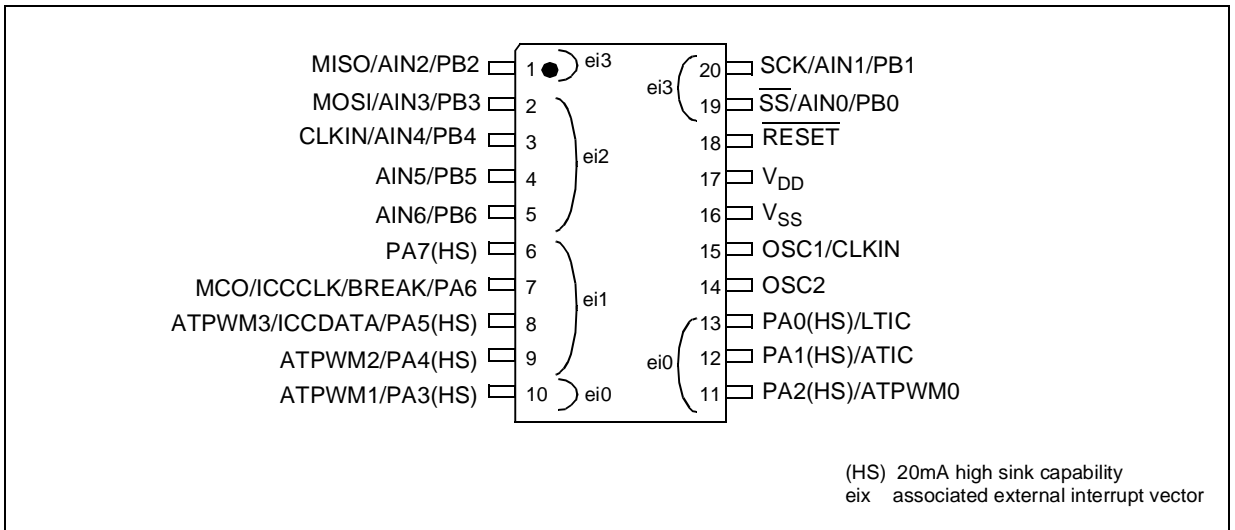 MISO/AIN2/PB2 1 ei3 20 SCK/AIN1/PB1
MOSI/AIN3/PB3 2 ei3 19 S̅S̅/AIN0/PB0
CLKIN/AIN4/PB4 3 ei2 18 R̅E̅S̅E̅T̅
AIN5/PB5 4 17 VDD
AIN6/PB6 5 16 VSS
PA7(HS) 6 15 OSC1/CLKIN
MCO/ICCCLK/BREAK/PA6 7 ei1 14 OSC2
ATPWM3/ICCDATA/PA5(HS) 8 13 PA0(HS)/LTIC
ATPWM2/PA4(HS) 9 ei0 12 PA1(HS)/ATIC
ATPWM1/PA3(HS) 10 ei0 11 PA2(HS)/ATPWM0
(HS) 20mA high sink capability
eix associated external interrupt vector